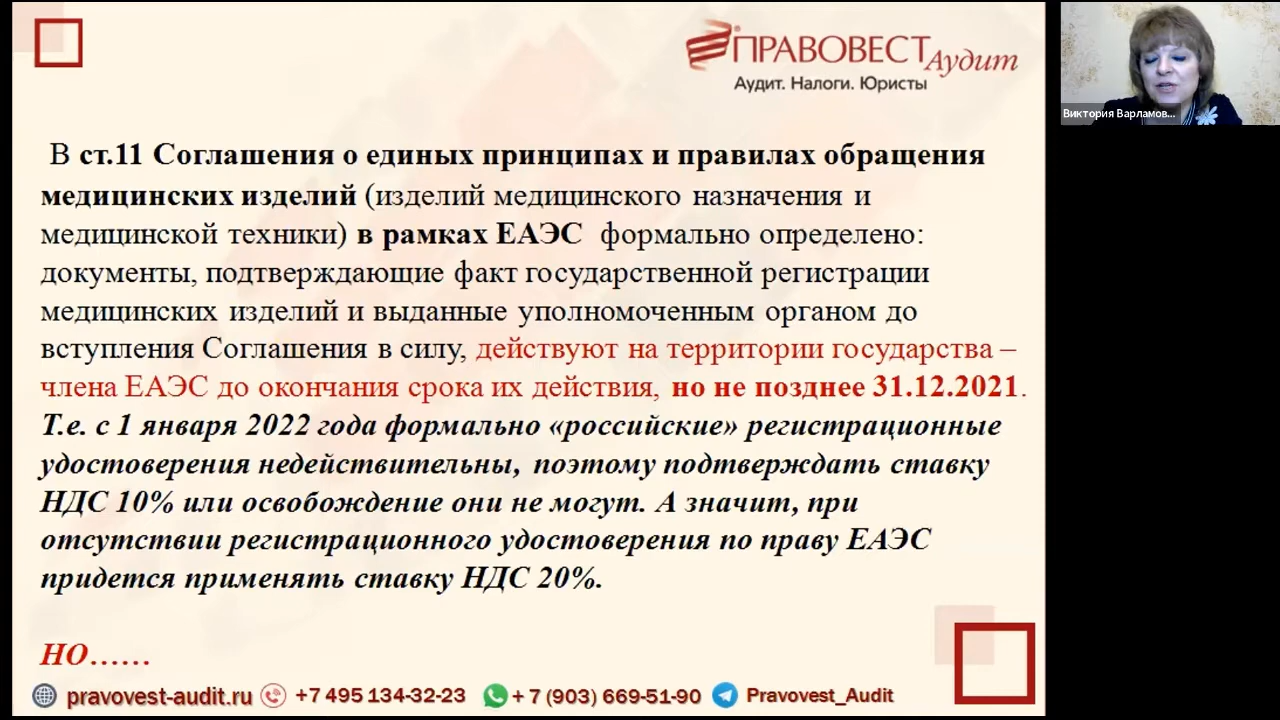 ПРАВОВЕСТ Аудит
Аудит. Налоги. Юристы
Виктория Варламов...
В ст.11 Соглашения о единых принципах и правилах обращения
медицинских изделий (изделий медицинского назначения и
медицинской техники) в рамках ЕАЭС формально определено:
документы, подтверждающие факт государственной регистрации
медицинских изделий и выданные уполномоченным органом до
вступления Соглашения в силу, действуют на территории государства –
члена ЕАЭС до окончания срока их действия, но не позднее 31.12.2021.
Т.е. с 1 января 2022 года формально «российские» регистрационные
удостоверения недействительны, поэтому подтверждать ставку
НДС 10% или освобождение они не могут. А значит, при
отсутствии регистрационного удостоверения по праву ЕАЭС
придется применять ставку НДС 20%.
НО……
pravovest-audit.ru +7 495 134-32-23 + 7 (903) 669-51-90 Pravovest_Audit